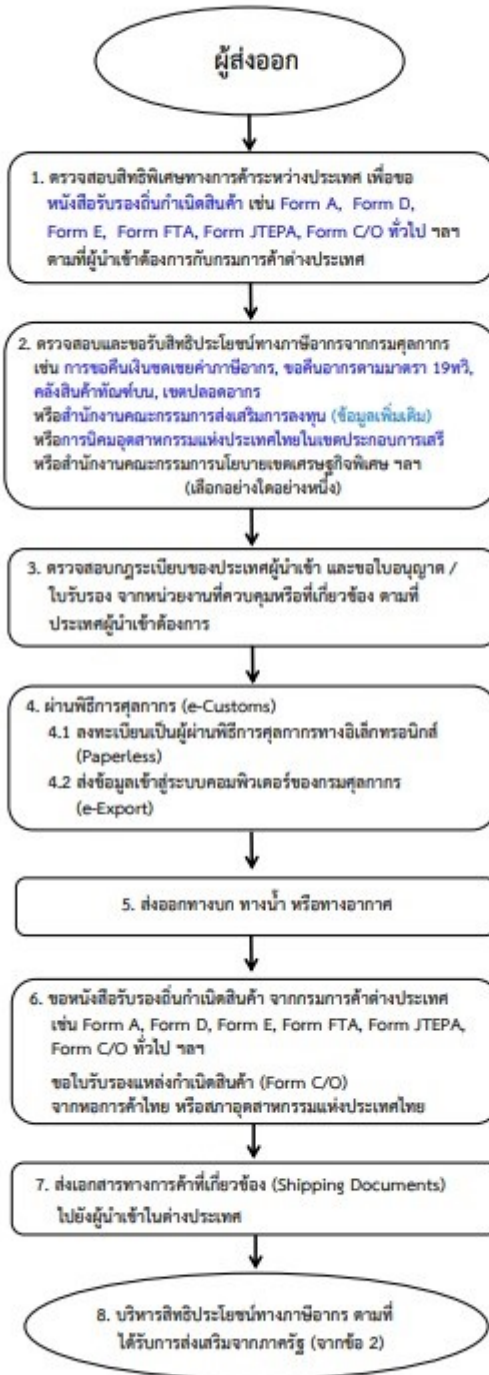 ผู้ส่งออก
1. ตรวจสอบสิทธิพิเศษทางการค้าระหว่างประเทศ เพื่อขอ
หนังสือรับรองถิ่นกำเนิดสินค้า เช่น Form A, Form D,
Form E, Form FTA, Form JTEPA, Form C/O ทั่วไป ฯลฯ
ตามที่ผู้นำเข้าต้องการกับกรมการค้าต่างประเทศ
2. ตรวจสอบและขอรับสิทธิประโยชน์ทางภาษีอากรจากกรมศุลกากร
เช่น การขอคืนเงินชดเชยค่าภาษีอากร, ขอคืนอากรตามมาตรา 19ทวิ,
คลังสินค้าทัณฑ์บน, เขตปลอดอากร
หรือสำนักงานคณะกรรมการส่งเสริมการลงทุน (ข้อมูลเพิ่มเติม)
หรือการนิคมอุตสาหกรรมแห่งประเทศไทยในเขตประกอบการเสรี
หรือสำนักงานคณะกรรมการนโยบายเขตเศรษฐกิจพิเศษ ฯลฯ
(เลือกอย่างใดอย่างหนึ่ง)
3. ตรวจสอบกฎระเบียบของประเทศผู้นำเข้า และขอใบอนุญาต /
ใบรับรอง จากหน่วยงานที่ควบคุมหรือที่เกี่ยวข้อง ตามที่
ประเทศผู้นำเข้าต้องการ
4. ผ่านพิธีการศุลกากร (e-Customs)
4.1 ลงทะเบียนเป็นผู้ผ่านพิธีการศุลกากรทางอิเล็กทรอนิกส์
(Paperless)
4.2 ส่งข้อมูลเข้าสู่ระบบคอมพิวเตอร์ของกรมศุลกากร
(e-Export)
5. ส่งออกทางบก ทางน้ำ หรือทางอากาศ
6. ขอหนังสือรับรองถิ่นกำเนิดสินค้า จากกรมการค้าต่างประเทศ
เช่น Form A, Form D, Form E, Form FTA, Form JTEPA,
Form C/O ทั่วไป ฯลฯ
ขอใบรับรองแหล่งกำเนิดสินค้า (Form C/O)
จากหอการค้าไทย หรือสภาอุตสาหกรรมแห่งประเทศไทย
7. ส่งเอกสารทางการค้าที่เกี่ยวข้อง (Shipping Documents)
ไปยังผู้นำเข้าในต่างประเทศ
8. บริหารสิทธิประโยชน์ทางภาษีอากร ตามที่
ได้รับการส่งเสริมจากภาครัฐ (จากข้อ 2)